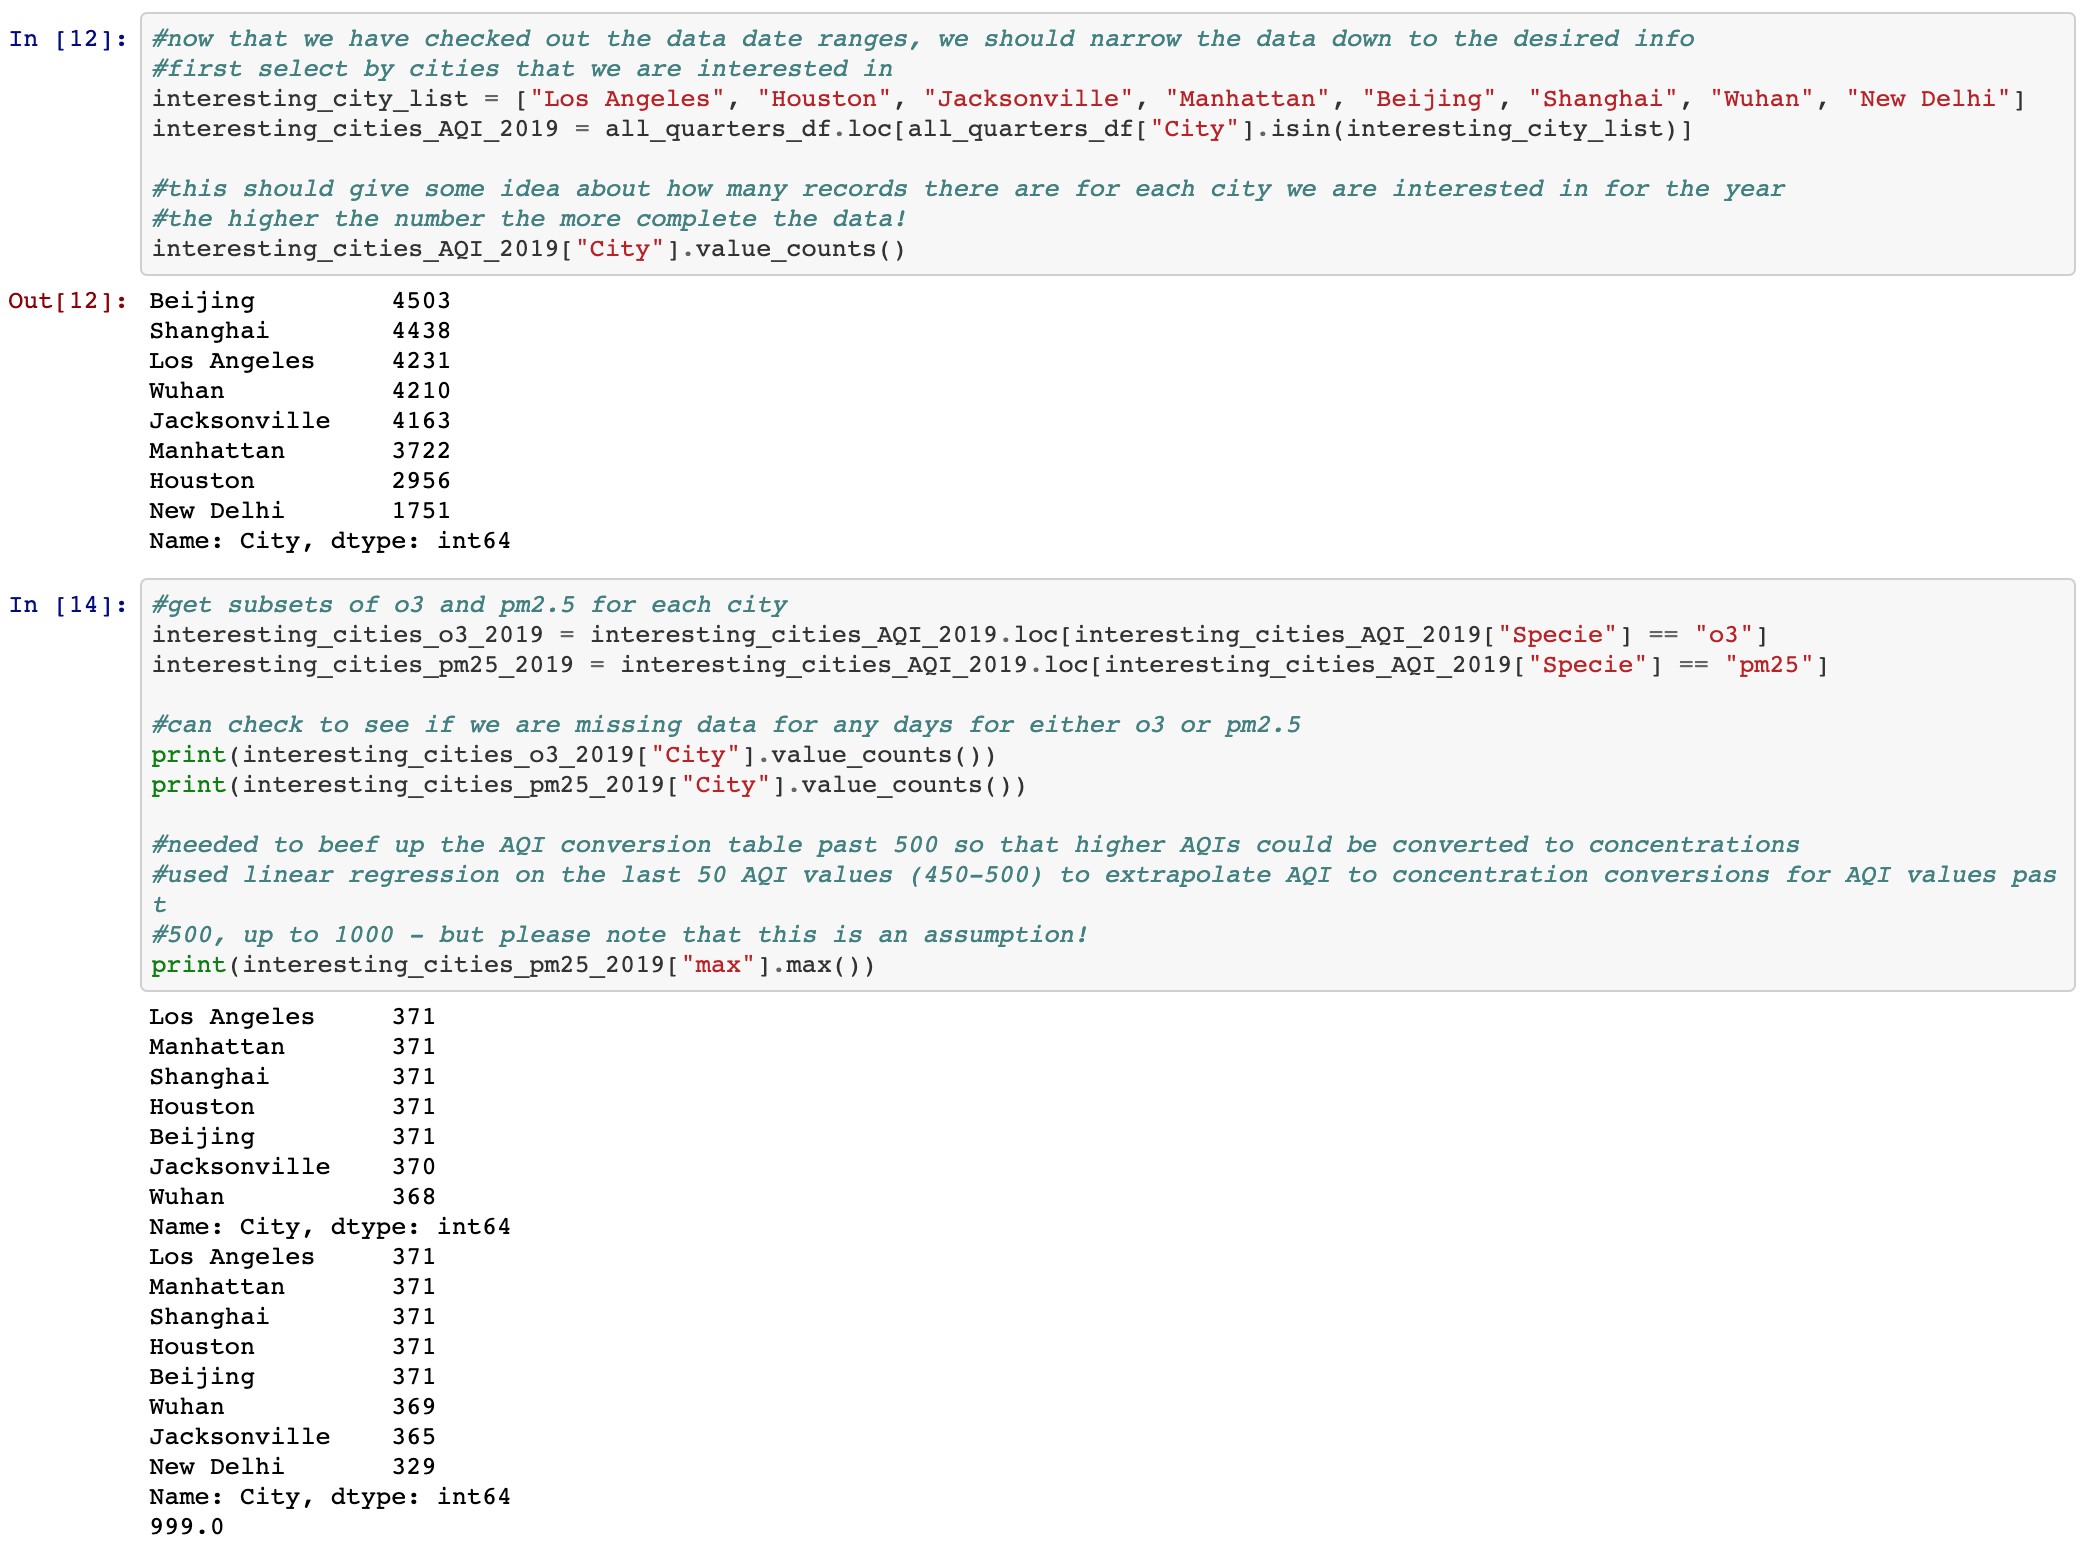 In [12]: #now that we have checked out the data date ranges, we should narrow the data down to the desired info
#first select by cities that we are interested in
interesting_city_list = ["Los Angeles", "Houston", "Jacksonville", "Manhattan", "Beijing", "Shanghai", "Wuhan", "New Delhi"]
interesting_cities_AQI_2019 = all_quarters_df.loc[all_quarters_df["City"].isin(interesting_city_list)]
#this should give some idea about how many records there are for each city we are interested in for the year
#the higher the number the more complete the data!
interesting_cities_AQI_2019["City"].value_counts()
Out[12]: Beijing 4503
Shanghai 4438
Los Angeles 4231
Wuhan 4210
Jacksonville 4163
Manhattan 3722
Houston 2956
New Delhi 1751
Name: City, dtype: int64
In [14]: #get subsets of o3 and pm2.5 for each city
interesting_cities_o3_2019 = interesting_cities_AQI_2019.loc[interesting_cities_AQI_2019["Specie"] == "o3"]
interesting_cities_pm25_2019 = interesting_cities_AQI_2019.loc[interesting_cities_AQI_2019["Specie"] == "pm25"]
#can check to see if we are missing data for any days for either o3 or pm2.5
print(interesting_cities_o3_2019["City"].value_counts())
print(interesting_cities_pm25_2019["City"].value_counts())
#needed to beef up the AQI conversion table past 500 so that higher AQIs could be converted to concentrations
#used linear regression on the last 50 AQI values (450-500) to extrapolate AQI to concentration conversions for AQI values pas
t
#500, up to 1000 - but please note that this is an assumption!
print(interesting_cities_pm25_2019["max"].max())
Los Angeles 371
Manhattan 371
Shanghai 371
Houston 371
Beijing 371
Jacksonville 370
Wuhan 368
Name: City, dtype: int64
Los Angeles 371
Manhattan 371
Shanghai 371
Houston 371
Beijing 371
Wuhan 369
Jacksonville 365
New Delhi 329
Name: City, dtype: int64
999.0